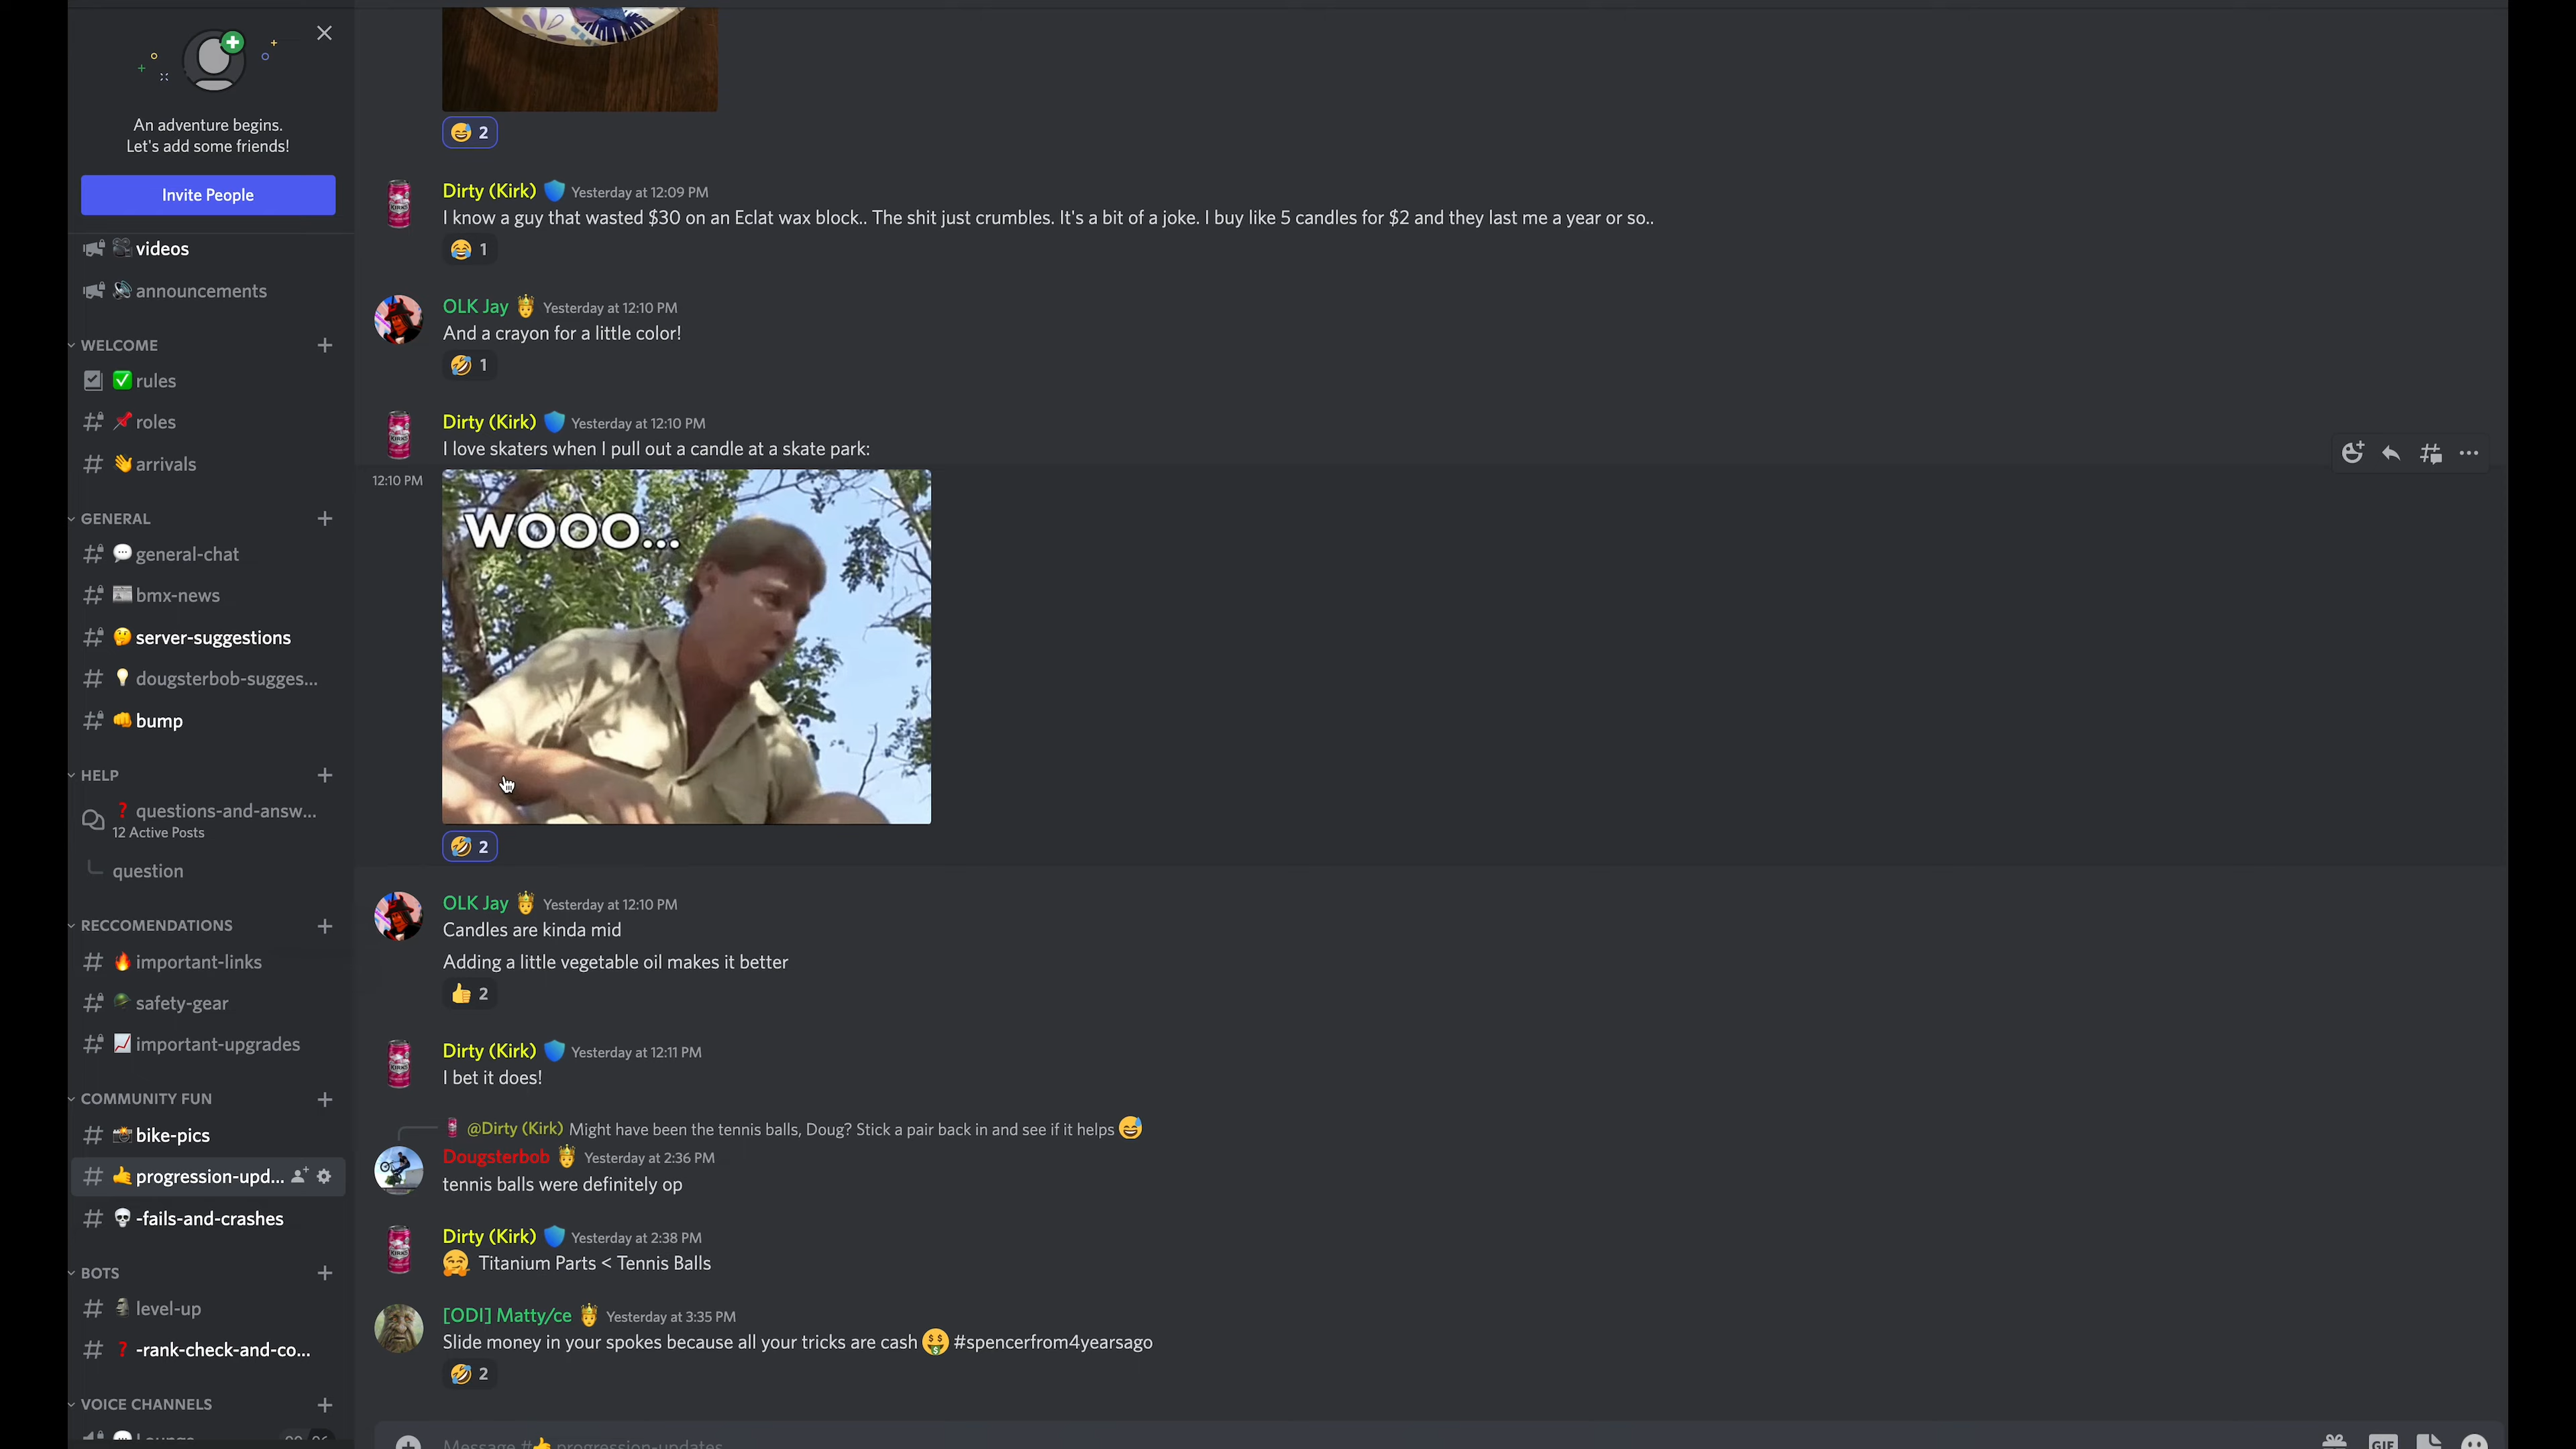 An adventure begins.
Let's add some friends!
Invite People
videos
announcements
WELCOME
rules
roles
arrivals
GENERAL
general-chat
bmx-news
server-suggestions
dougsterbob-sugges...
bump
HELP
questions-and-answ...
12 Active Posts
question
RECCOMENDATIONS
important-links
safety-gear
important-upgrades
COMMUNITY FUN
bike-pics
progression-upd...
-fails-and-crashes
BOTS
level-up
-rank-check-and-co...
VOICE CHANNELS
😅 2
Dirty (Kirk) Yesterday at 12:09 PM
I know a guy that wasted $30 on an Eclat wax block.. The shit just crumbles. It's a bit of a joke. I buy like 5 candles for $2 and they last me a year or so..
😂 1
OLK Jay 🤴 Yesterday at 12:10 PM
And a crayon for a little color!
🤣 1
Dirty (Kirk) Yesterday at 12:10 PM
I love skaters when I pull out a candle at a skate park:
12:10 PM
WOOO...
🤣 2
OLK Jay 🤴 Yesterday at 12:10 PM
Candles are kinda mid
Adding a little vegetable oil makes it better
👍 2
Dirty (Kirk) Yesterday at 12:11 PM
I bet it does!
@Dirty (Kirk) Might have been the tennis balls, Doug? Stick a pair back in and see if it helps 😅
Dougsterbob 🤴 Yesterday at 2:36 PM
tennis balls were definitely op
Dirty (Kirk) Yesterday at 2:38 PM
🤗 Titanium Parts < Tennis Balls
[ODI] Matty/ce 🤴 Yesterday at 3:35 PM
Slide money in your spokes because all your tricks are cash 🤑 #spencerfrom4yearsago
🤣 2
Message #🤙progression-updates
GIF